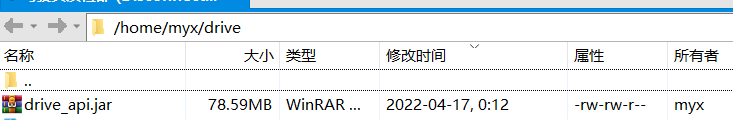 /home/myx/drive
名称 大小 类型 修改时间 属性 所有者
..
drive_api.jar 78.59MB WinRAR ... 2022-04-17, 0:12 -rw-rw-r-- myx